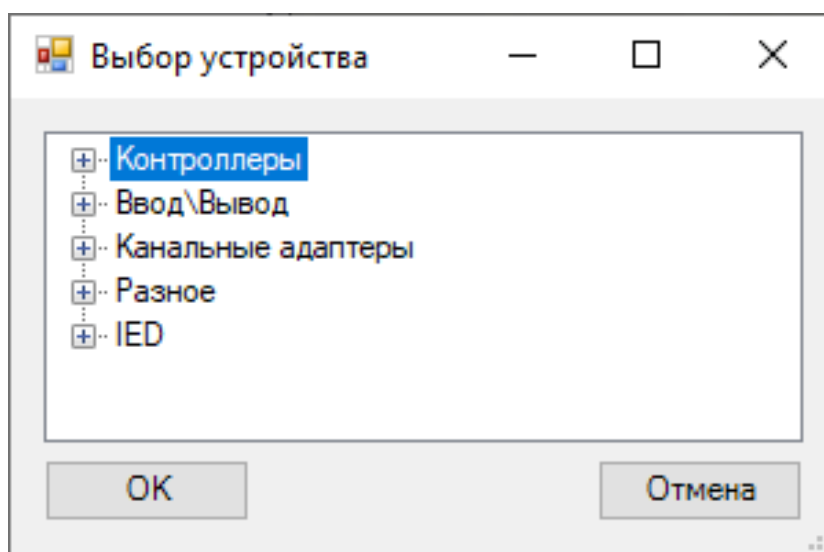 Выбор устройства
Контроллеры
Ввод\Вывод
Канальные адаптеры
Разное
IED
OK Отмена